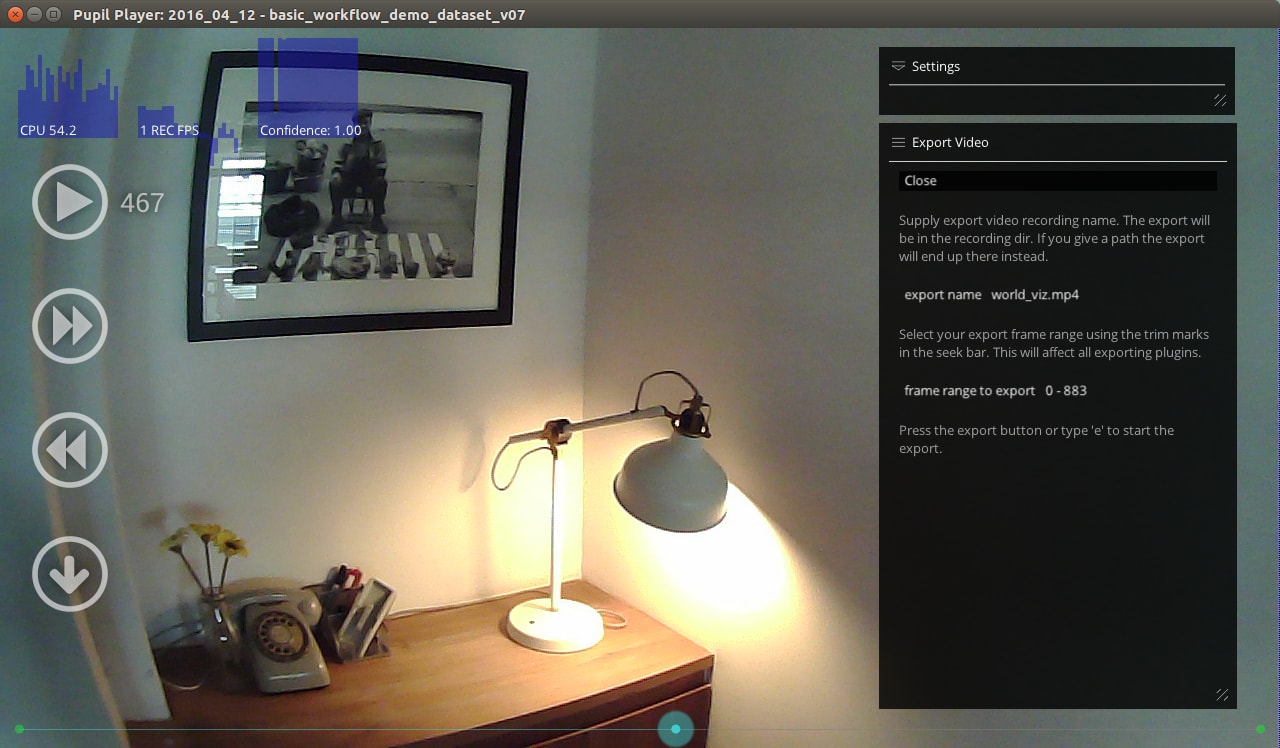 Pupil Player: 2016_04_12 - basic_workflow_demo_dataset_v07
CPU 54.2
1 REC FPS
Confidence: 1.00
467
Settings
Export Video
Close
Supply export video recording name. The export will
be in the recording dir. If you give a path the export
will end up there instead.
export name world_viz.mp4
Select your export frame range using the trim marks
in the seek bar. This will affect all exporting plugins.
frame range to export 0 - 883
Press the export button or type 'e' to start the
export.